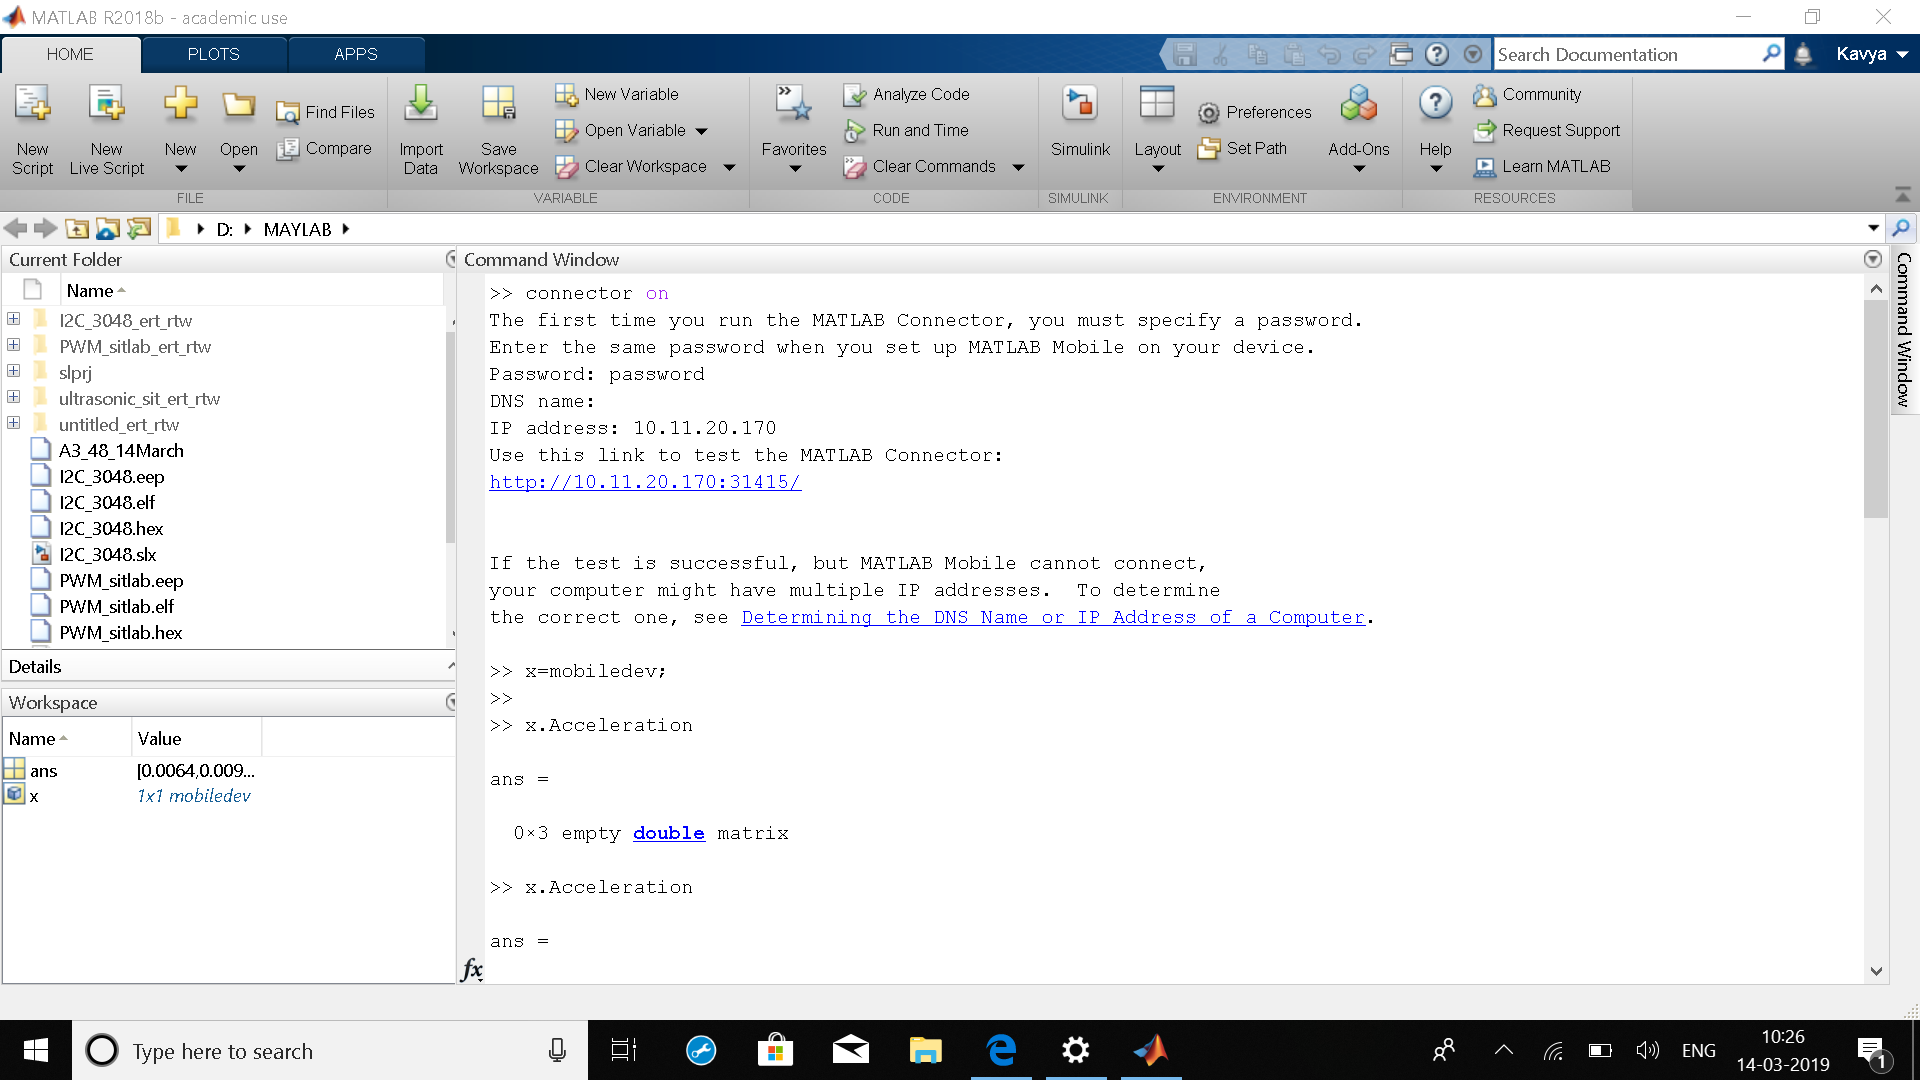 MATLAB R2018b - academic use
HOME PLOTS APPS
Search Documentation
Kavya
New Script
New Live Script
New
Open
Find Files
Compare
FILE
Import Data
Save Workspace
New Variable
Open Variable
Clear Workspace
VARIABLE
Favorites
Analyze Code
Run and Time
Clear Commands
CODE
Simulink
SIMULINK
Layout
Preferences
Set Path
Add-Ons
ENVIRONMENT
Help
Community
Request Support
Learn MATLAB
RESOURCES
D: MAYLAB
Current Folder
Name
I2C_3048_ert_rtw
PWM_sitlab_ert_rtw
slprj
ultrasonic_sit_ert_rtw
untitled_ert_rtw
A3_48_14March
I2C_3048.eep
I2C_3048.elf
I2C_3048.hex
I2C_3048.slx
PWM_sitlab.eep
PWM_sitlab.elf
PWM_sitlab.hex
Details
Workspace
Name Value
ans [0.0064,0.009...
x 1x1 mobiledev
Command Window
>> connector on
The first time you run the MATLAB Connector, you must specify a password.
Enter the same password when you set up MATLAB Mobile on your device.
Password: password
DNS name:
IP address: 10.11.20.170
Use this link to test the MATLAB Connector:
http://10.11.20.170:31415/
If the test is successful, but MATLAB Mobile cannot connect,
your computer might have multiple IP addresses.  To determine
the correct one, see Determining the DNS Name or IP Address of a Computer.
>> x=mobiledev;
>>
>> x.Acceleration
ans =
0×3 empty double matrix
>> x.Acceleration
ans =
fx
Command Window
Type here to search
ENG
10:26
14-03-2019
1